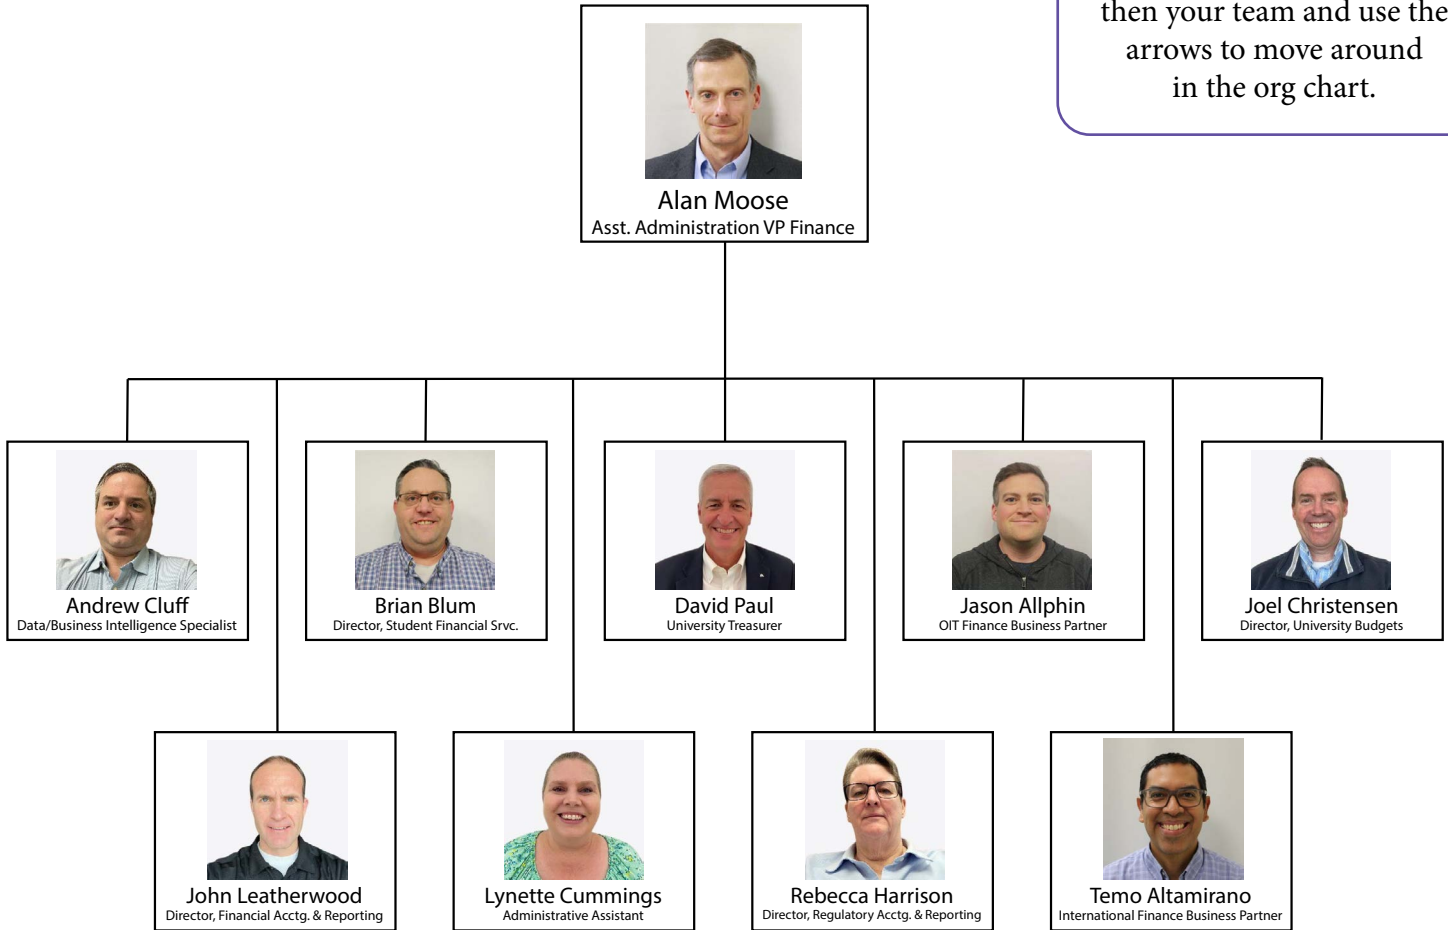 then your team and use the
arrows to move around
in the org chart.
Alan Moose
Asst. Administration VP Finance
Andrew Cluff
Data/Business Intelligence Specialist
Brian Blum
Director, Student Financial Srvc.
David Paul
University Treasurer
Jason Allphin
OIT Finance Business Partner
Joel Christensen
Director, University Budgets
John Leatherwood
Director, Financial Acctg. & Reporting
Lynette Cummings
Administrative Assistant
Rebecca Harrison
Director, Regulatory Acctg. & Reporting
Temo Altamirano
International Finance Business Partner